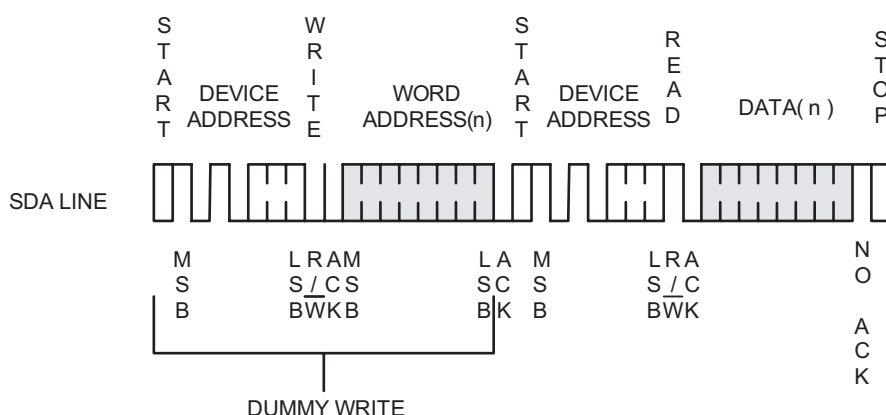 START
DEVICE
ADDRESS
WRITE
WORD
ADDRESS(n)
START
DEVICE
ADDRESS
READ
DATA( n )
STOP
SDA LINE
MSB
LSB
R/W
ACK
MSB
LSB
ACK
MSB
LSB
R/W
ACK
NO ACK
DUMMY WRITE